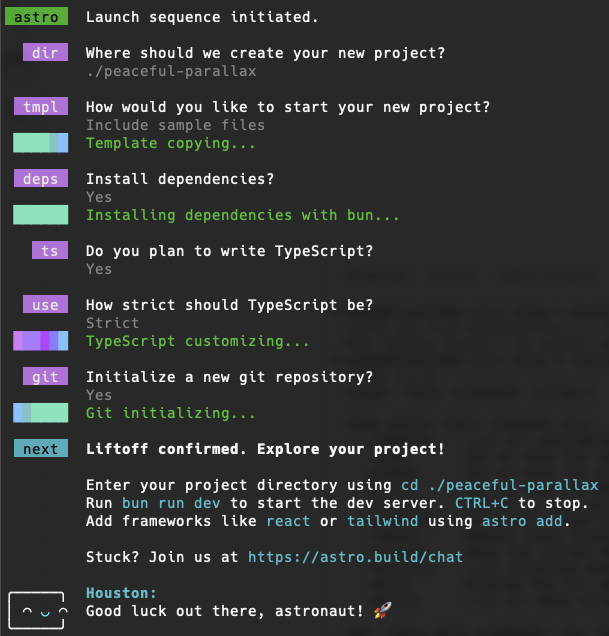 astro Launch sequence initiated.
dir Where should we create your new project?
./peaceful-parallax
tmpl How would you like to start your new project?
Include sample files
Template copying...
deps Install dependencies?
Yes
Installing dependencies with bun...
ts Do you plan to write TypeScript?
Yes
use How strict should TypeScript be?
Strict
TypeScript customizing...
git Initialize a new git repository?
Yes
Git initializing...
next Liftoff confirmed. Explore your project!
Enter your project directory using cd ./peaceful-parallax
Run bun run dev to start the dev server. CTRL+C to stop.
Add frameworks like react or tailwind using astro add.
Stuck? Join us at https://astro.build/chat
Houston:
Good luck out there, astronaut! 🚀